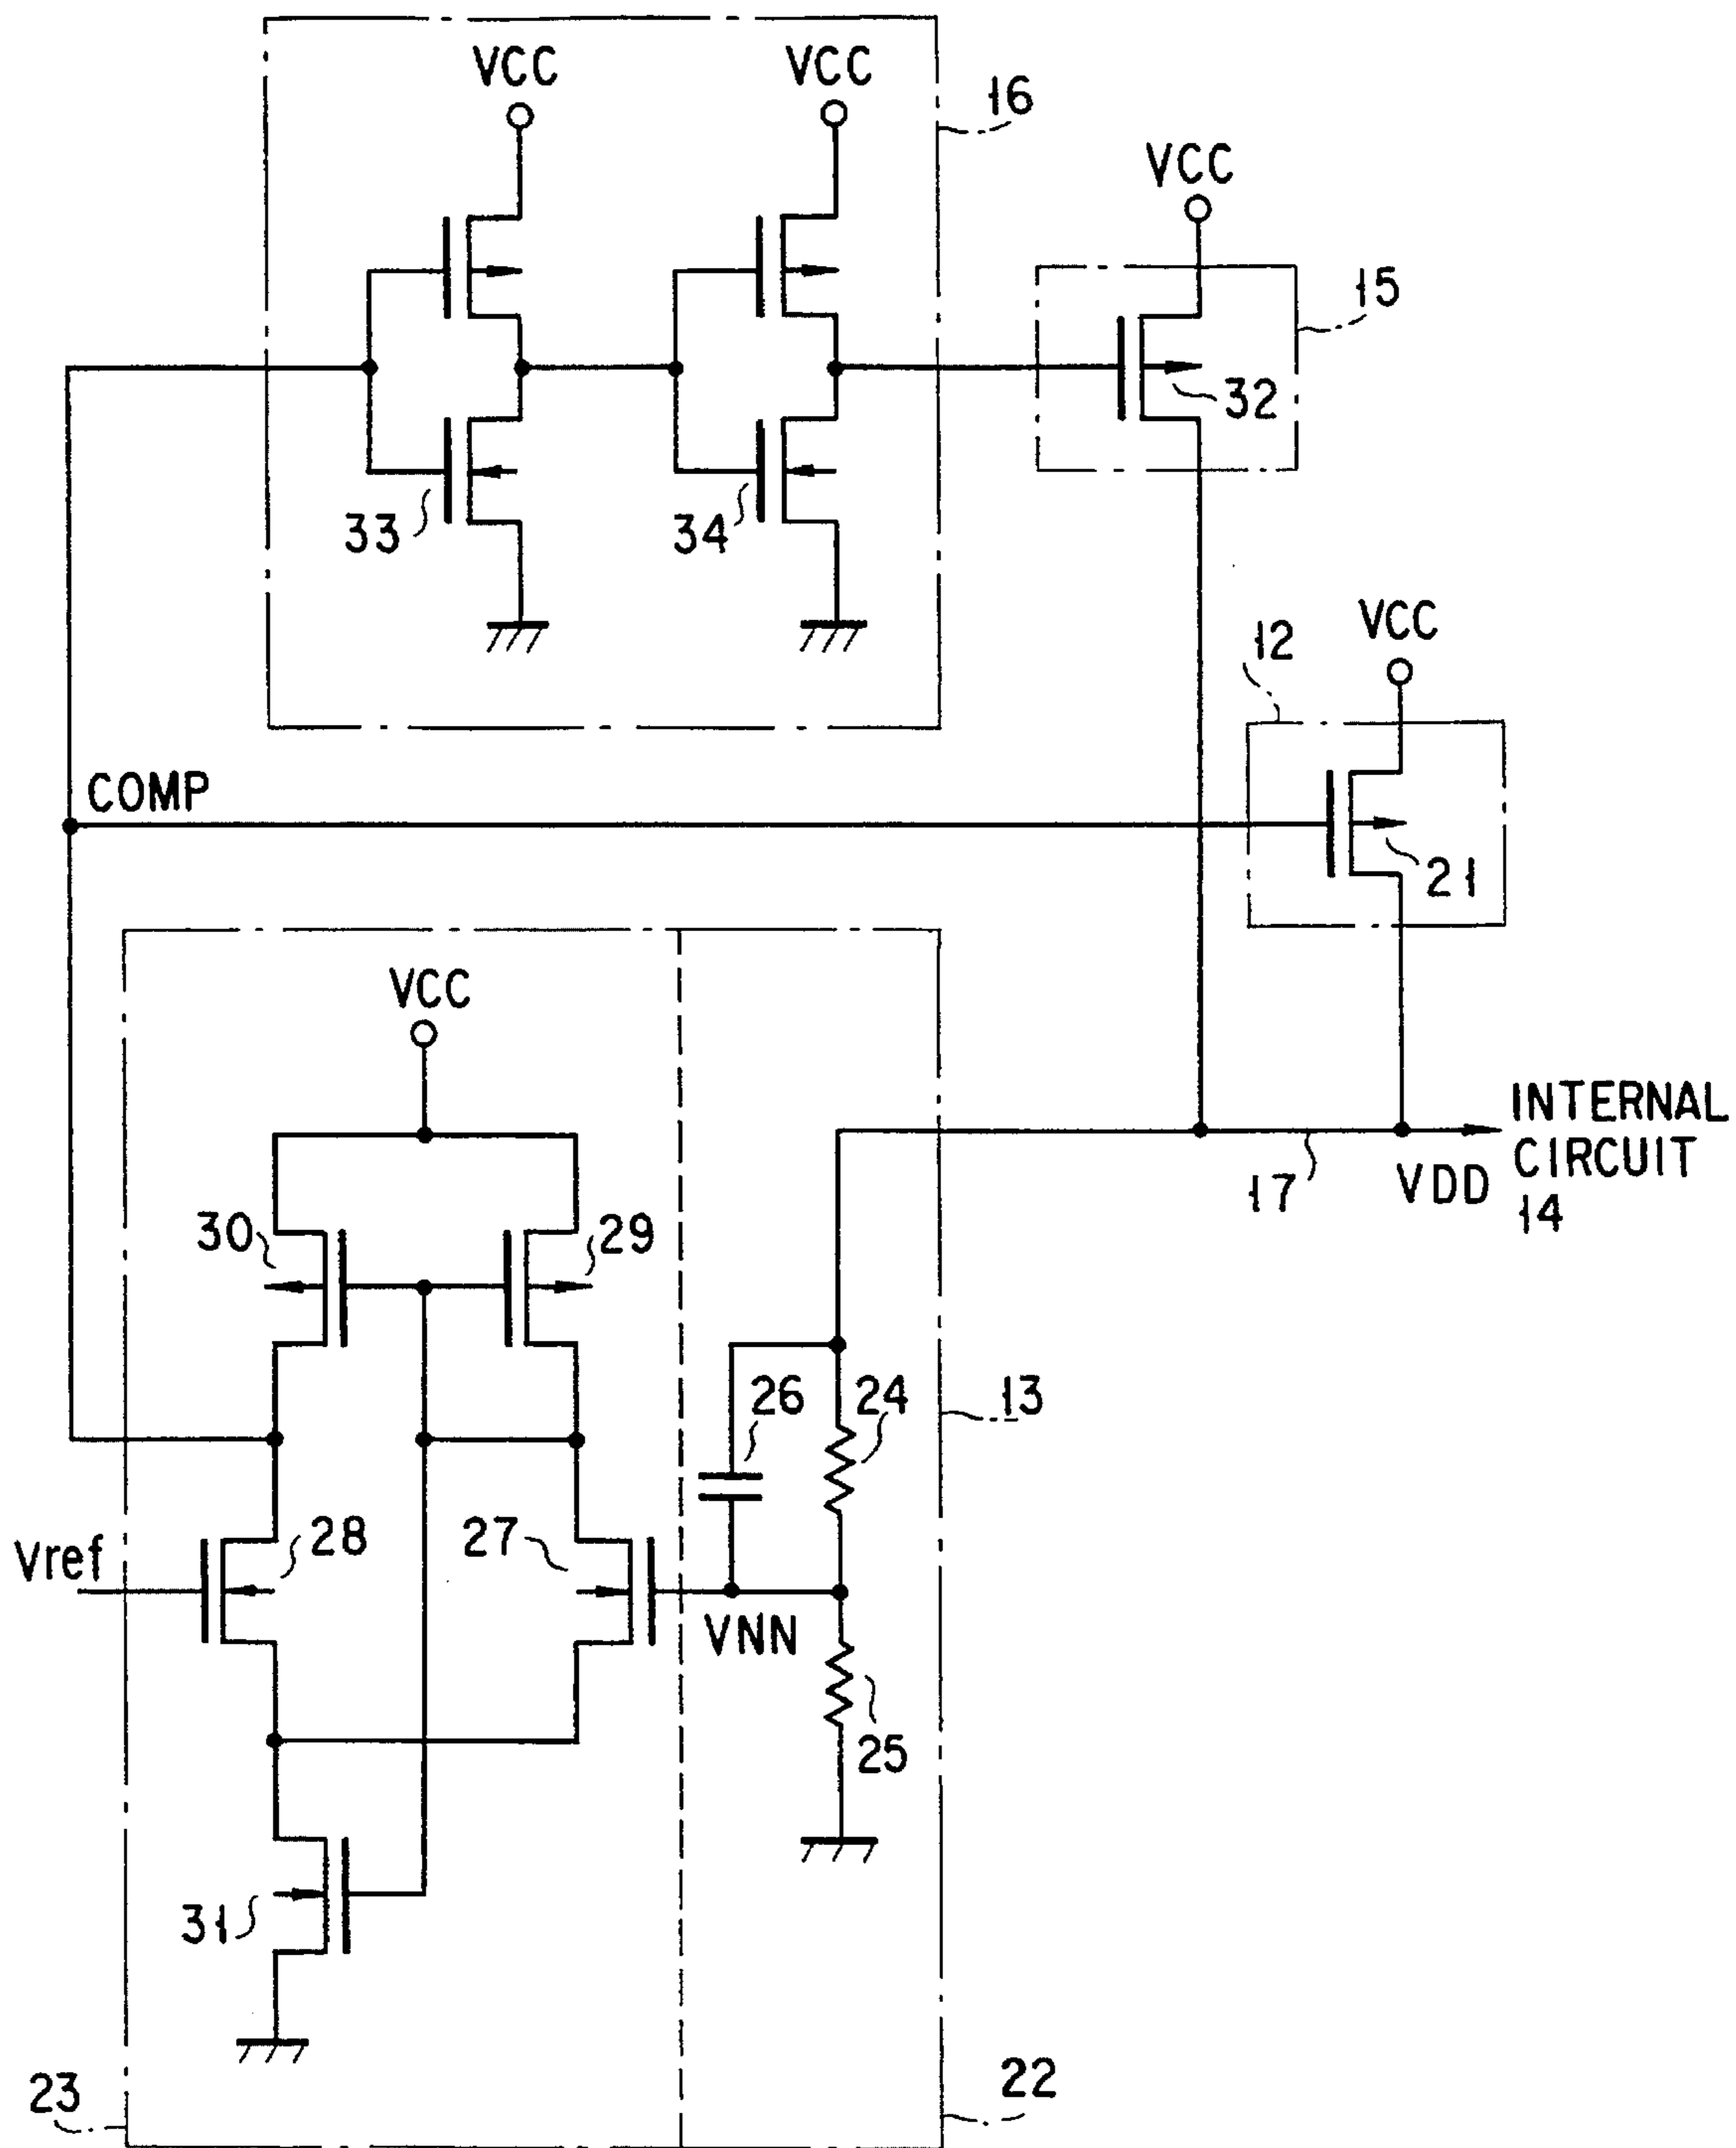 VCC
VCC
16
VCC
15
32
33
34
VCC
12
COMP
21
VCC
INTERNAL
CIRCUIT
14
17
VDD
30
29
26
24
13
Vref
28
27
VNN
25
31
23
22